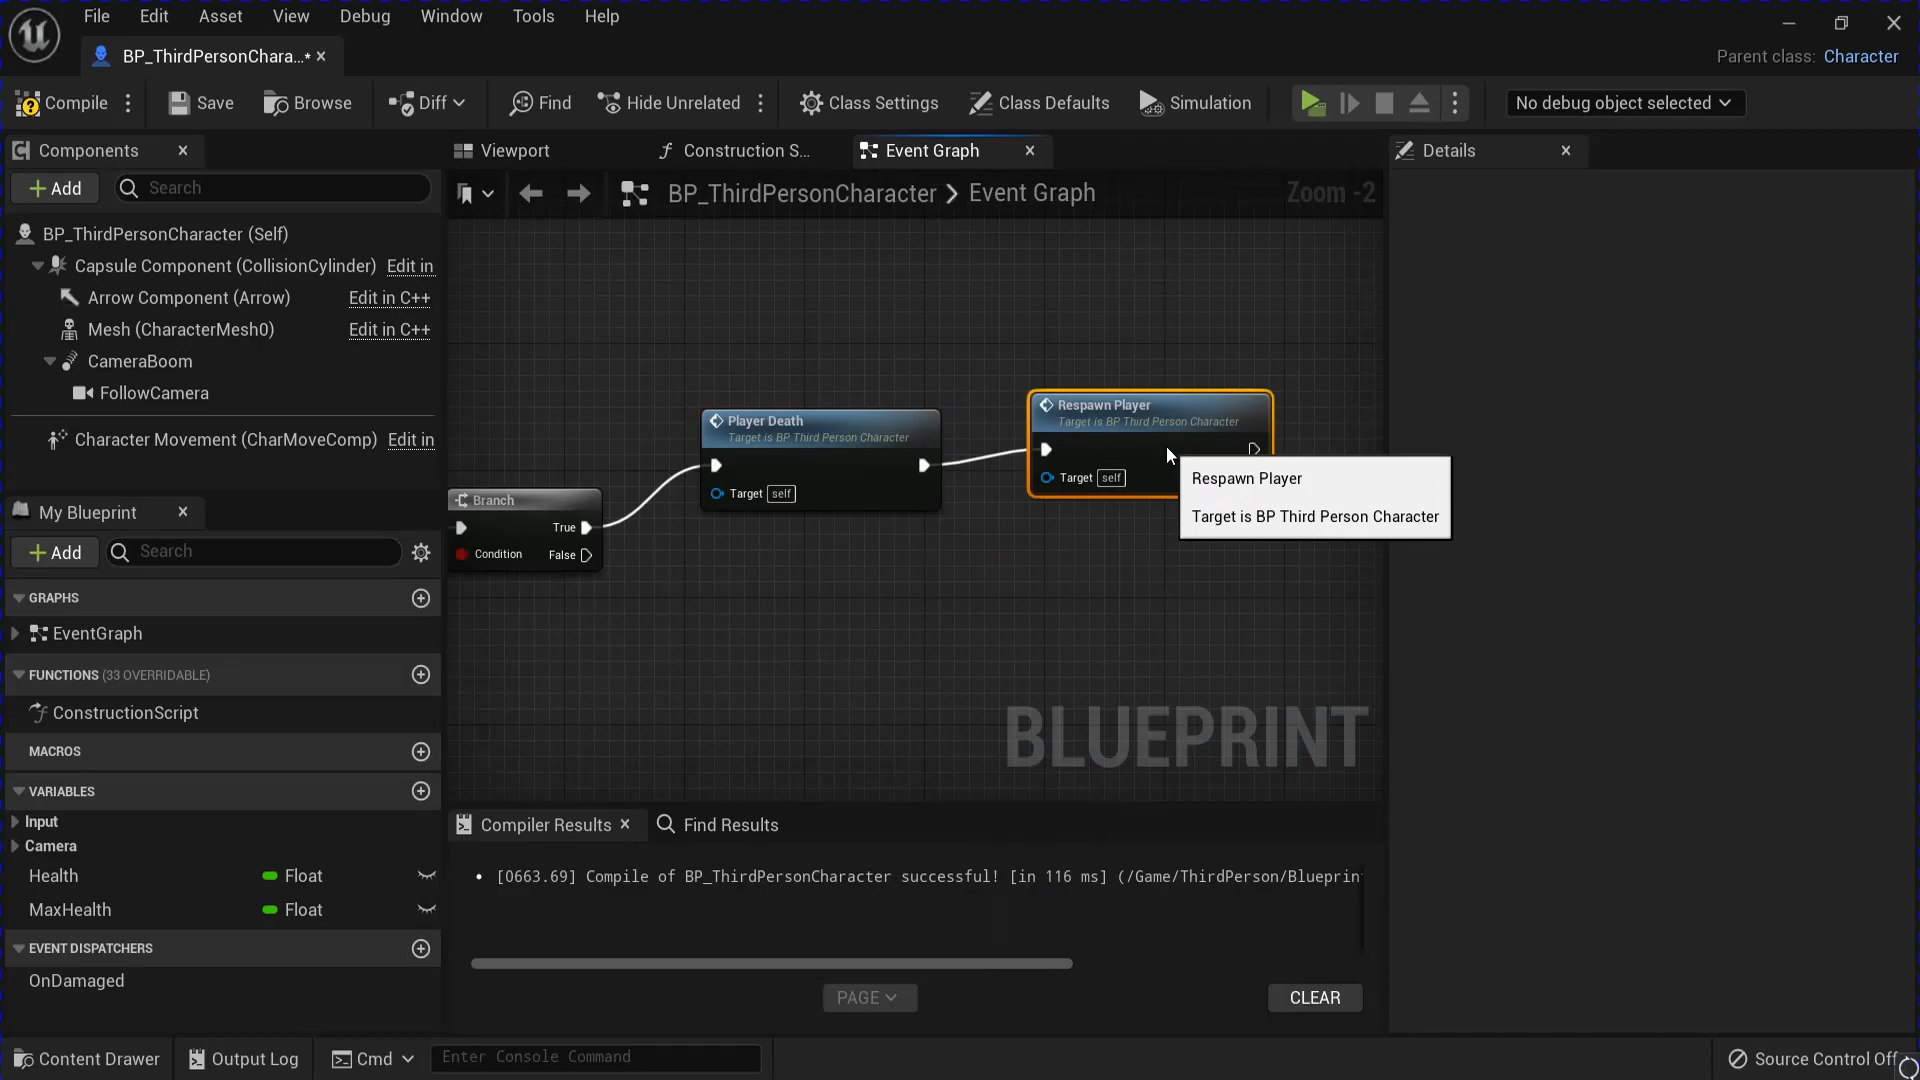 File Edit Asset View Debug Window Tools Help
BP_ThirdPersonChara...*
Parent class: Character
Compile Save Browse Diff Find Hide Unrelated Class Settings Class Defaults Simulation No debug object selected
Components
Add Search
BP_ThirdPersonCharacter (Self)
Capsule Component (CollisionCylinder) Edit in
Arrow Component (Arrow) Edit in C++
Mesh (CharacterMesh0) Edit in C++
CameraBoom
FollowCamera
Character Movement (CharMoveComp) Edit in
My Blueprint
Add Search
GRAPHS
EventGraph
FUNCTIONS (33 OVERRIDABLE)
ConstructionScript
MACROS
VARIABLES
Input
Camera
Health Float
MaxHealth Float
EVENT DISPATCHERS
OnDamaged
Viewport Construction S... Event Graph
BP_ThirdPersonCharacter > Event Graph Zoom -2
Branch
True
Condition False
Player Death
Target is BP Third Person Character
Target self
Respawn Player
Target is BP Third Person Character
Target self
Respawn Player
Target is BP Third Person Character
BLUEPRINT
Compiler Results Find Results
• [0663.69] Compile of BP_ThirdPersonCharacter successful! [in 116 ms] (/Game/ThirdPerson/Blueprin
PAGE CLEAR
Details
Content Drawer Output Log Cmd Enter Console Command Source Control Off